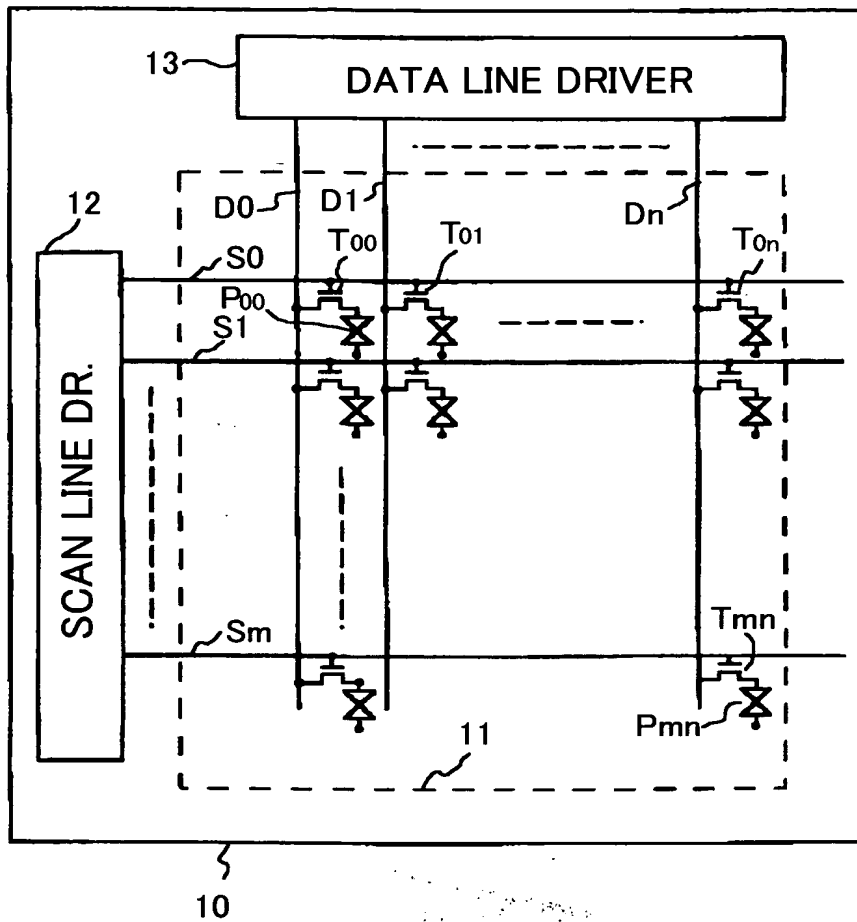 13
DATA LINE DRIVER
12
D0
D1
Dn
S0
T00
T01
T0n
P00
S1
SCAN LINE DR.
Sm
Tmn
Pmn
11
10